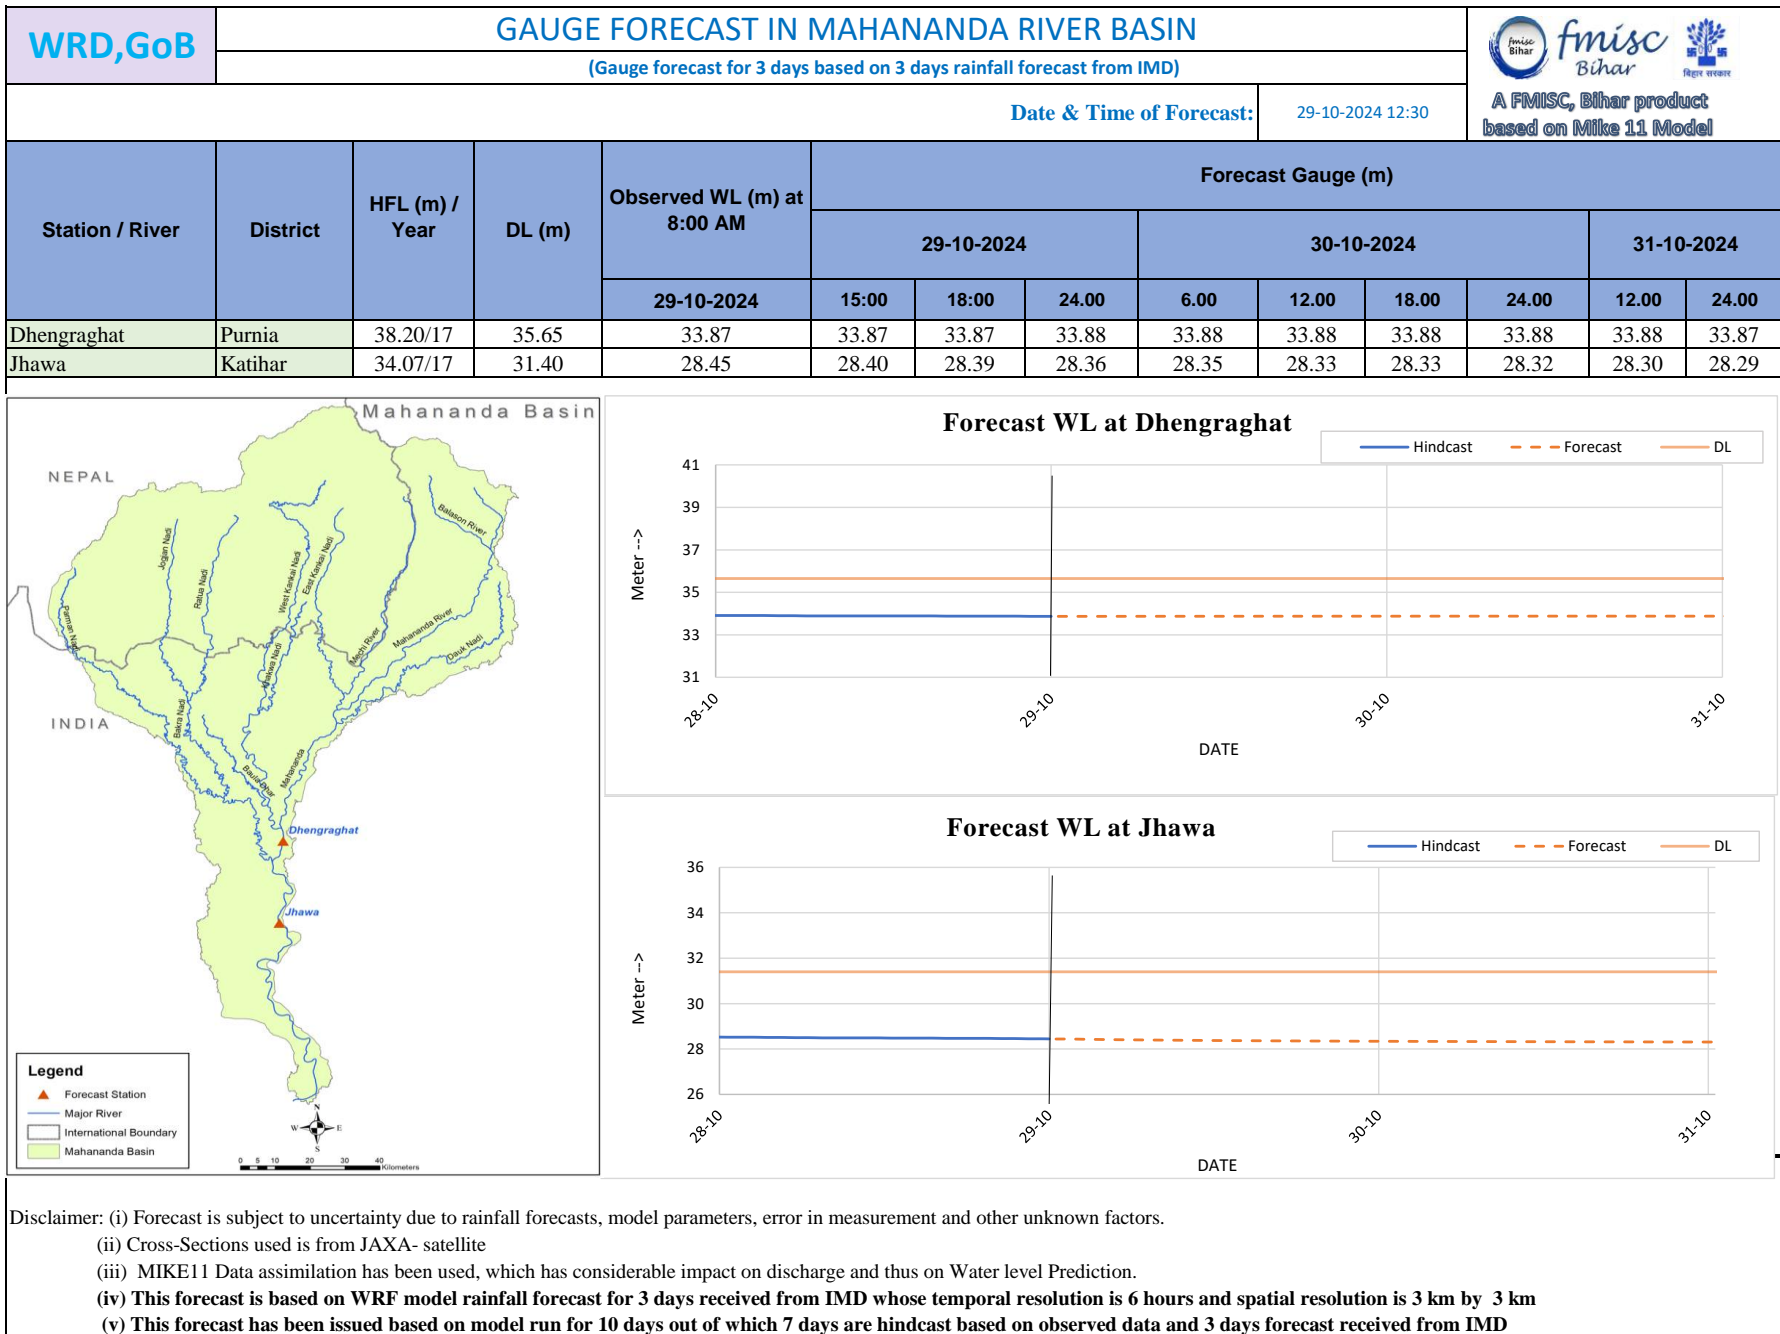 WRD,GoB
GAUGE FORECAST IN MAHANANDA RIVER BASIN
(Gauge forecast for 3 days based on 3 days rainfall forecast from IMD)
Date & Time of Forecast: 29-10-2024 12:30
fmisc Bihar
fmisc
Bihar
बिहार सरकार
A FMISC, Bihar product
based on Mike 11 Model
Station / River District HFL (m) / Year DL (m) Observed WL (m) at 8:00 AM Forecast Gauge (m)
29-10-2024 30-10-2024 31-10-2024
29-10-2024 15:00 18:00 24.00 6.00 12.00 18.00 24.00 12.00 24.00
Dhengraghat Purnia 38.20/17 35.65 33.87 33.87 33.87 33.88 33.88 33.88 33.88 33.88 33.88 33.87
Jhawa Katihar 34.07/17 31.40 28.45 28.40 28.39 28.36 28.35 28.33 28.33 28.32 28.30 28.29
Mahananda Basin
NEPAL
Balason River
Jogjan Nadi
Ratua Nadi
West Kankai Nadi
East Kankai Nadi
Parman Nadi
Mechi River
Mahananda River
Dauk Nadi
Khakwa Nadi
INDIA
Bakra Nadi
Baula Dhar
Mahananda
Dhengraghat
Jhawa
Legend
Forecast Station
Major River
International Boundary
Mahananda Basin
N
W E
S
0 5 10 20 30 40
Kilometers
Forecast WL at Dhengraghat
Hindcast Forecast DL
41
39
37
35
33
31
Meter -->
28-10 29-10 30-10 31-10
DATE
Forecast WL at Jhawa
Hindcast Forecast DL
36
34
32
30
28
26
Meter -->
28-10 29-10 30-10 31-10
DATE
Disclaimer: (i) Forecast is subject to uncertainty due to rainfall forecasts, model parameters, error in measurement and other unknown factors.
(ii) Cross-Sections used is from JAXA- satellite
(iii) MIKE11 Data assimilation has been used, which has considerable impact on discharge and thus on Water level Prediction.
(iv) This forecast is based on WRF model rainfall forecast for 3 days received from IMD whose temporal resolution is 6 hours and spatial resolution is 3 km by 3 km
(v) This forecast has been issued based on model run for 10 days out of which 7 days are hindcast based on observed data and 3 days forecast received from IMD